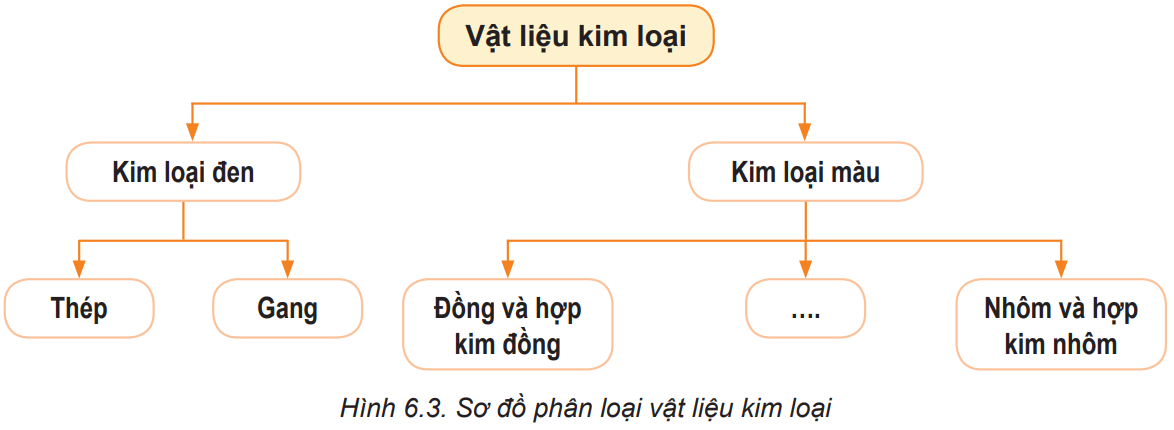 Vật liệu kim loại
Kim loại đen
Kim loại màu
Thép
Gang
Đồng và hợp
kim đồng
....
Nhôm và hợp
kim nhôm
Hình 6.3. Sơ đồ phân loại vật liệu kim loại